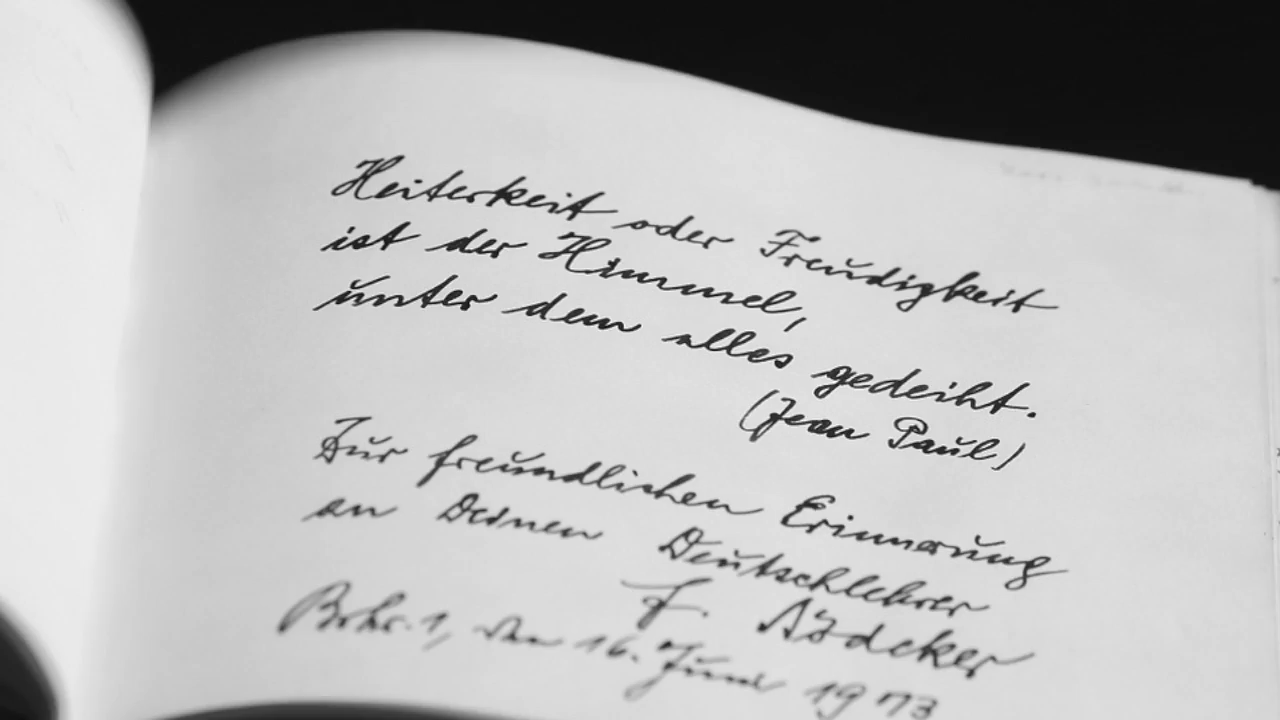 Heiterkeit oder Freudigkeit
ist der Himmel,
unter dem alles gedeiht.
(Jean Paul)
Zur freundlichen Erinnerung
an Deinen Deutschlehrer
F.
den 16. Juni 1973